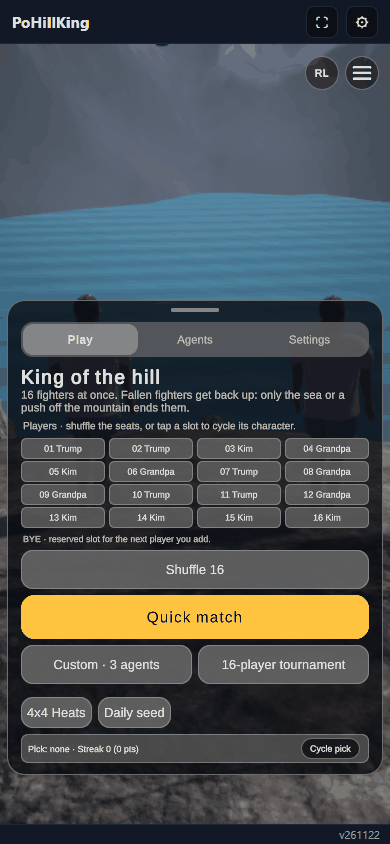 PoHillKing
RL
Play
Agents
Settings
King of the hill
16 fighters at once. Fallen fighters get back up: only the sea or a
push off the mountain ends them.
Players · shuffle the seats, or tap a slot to cycle its character.
01 Trump
02 Trump
03 Kim
04 Grandpa
05 Kim
06 Grandpa
07 Trump
08 Grandpa
09 Grandpa
10 Trump
11 Trump
12 Grandpa
13 Kim
14 Kim
15 Kim
16 Kim
BYE · reserved slot for the next player you add.
Shuffle 16
Quick match
Custom · 3 agents
16-player tournament
4x4 Heats
Daily seed
Pick: none · Streak 0 (0 pts)
Cycle pick
v261122